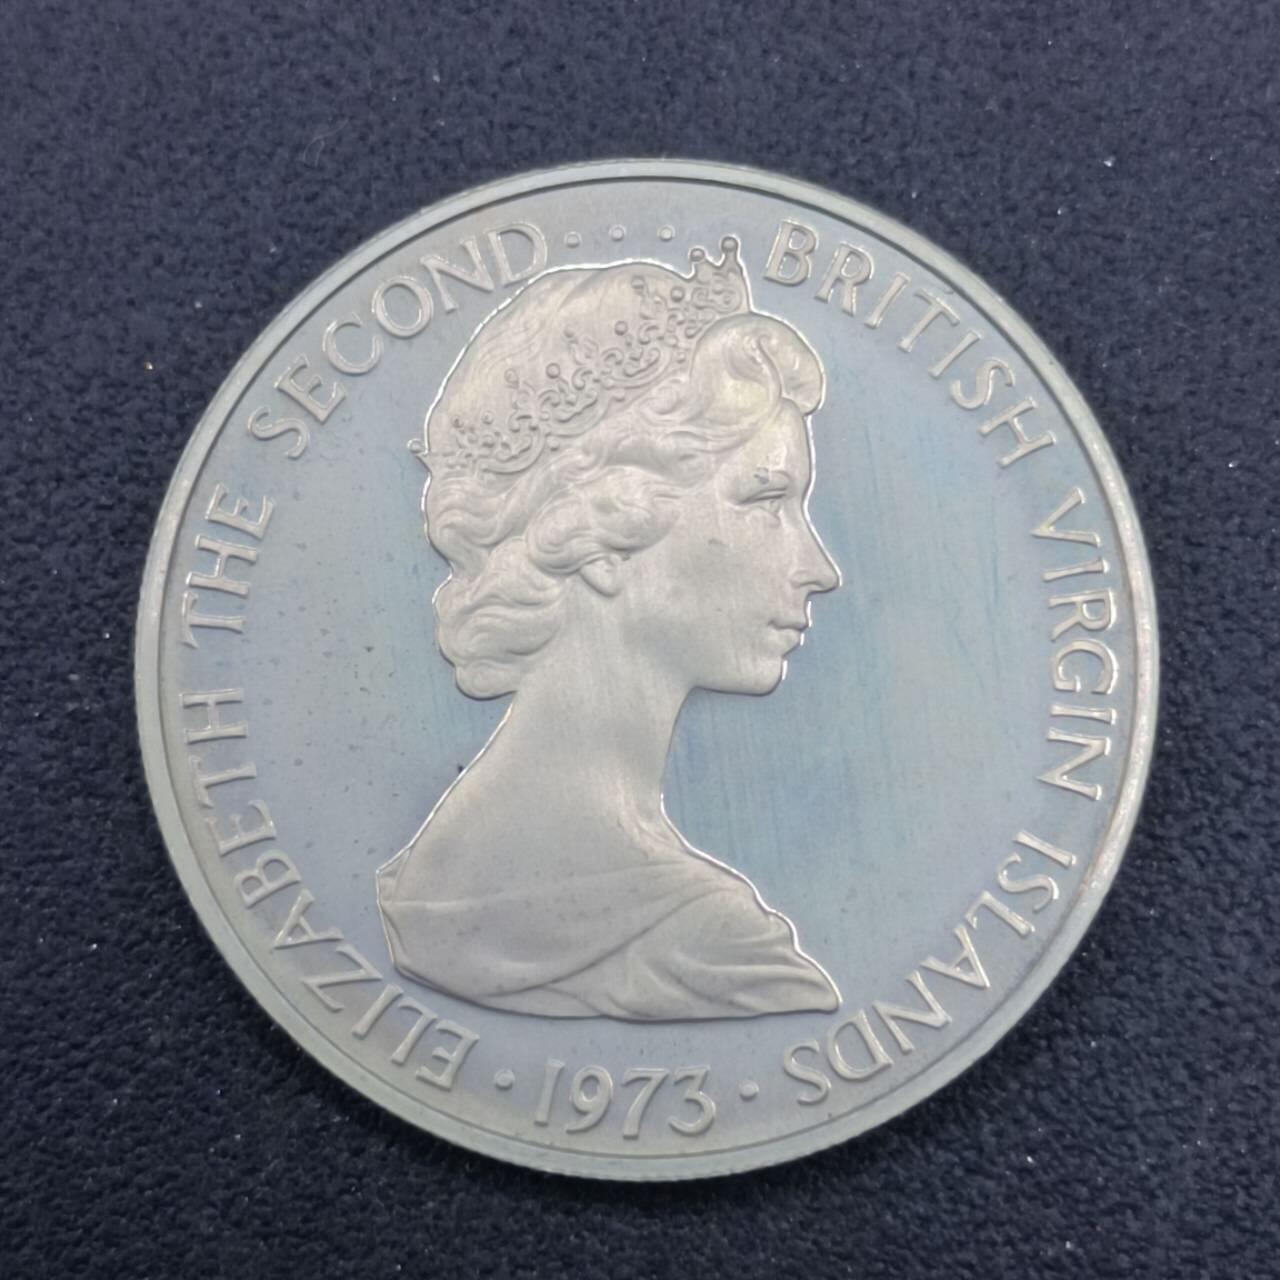 ELIZABETH THE SECOND · · · BRITISH VIRGIN ISLANDS
· 1973 ·